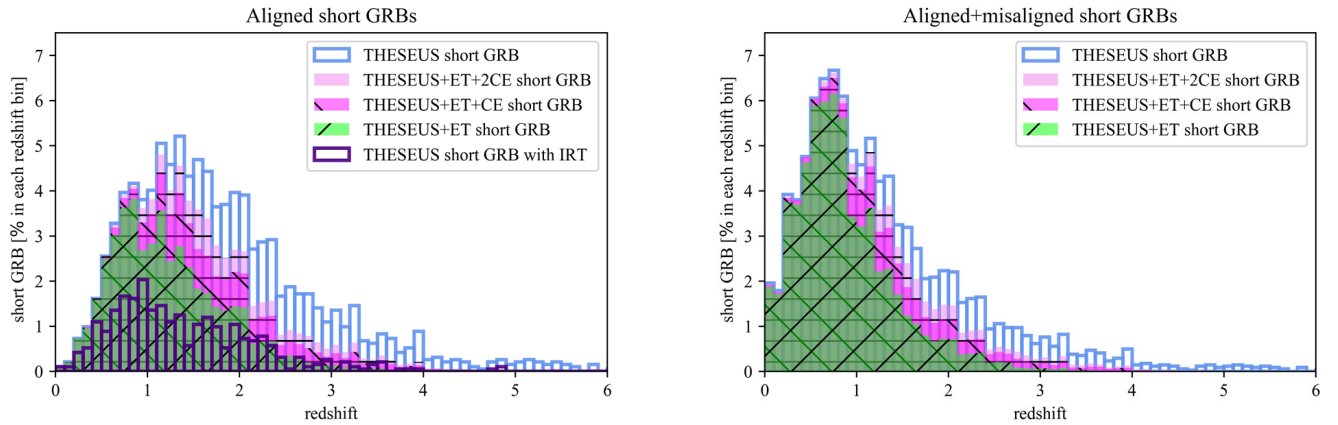 Aligned short GRBs
short GRB [% in each redshift bin]
7
6
5
4
3
2
1
0
THESEUS short GRB
THESEUS+ET+2CE short GRB
THESEUS+ET+CE short GRB
THESEUS+ET short GRB
THESEUS short GRB with IRT
0 1 2 3 4 5 6
redshift
Aligned+misaligned short GRBs
short GRB [% in each redshift bin]
7
6
5
4
3
2
1
0
THESEUS short GRB
THESEUS+ET+2CE short GRB
THESEUS+ET+CE short GRB
THESEUS+ET short GRB
0 1 2 3 4 5 6
redshift